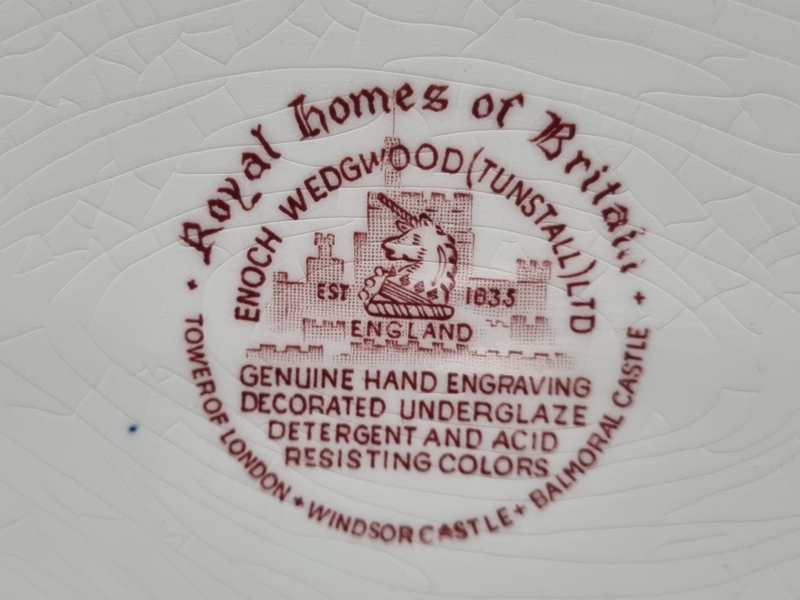 Royal homes of Britain
ENOCH WEDGWOOD (TUNSTALL) LTD
EST 1835
ENGLAND
GENUINE HAND ENGRAVING
DECORATED UNDERGLAZE
DETERGENT AND ACID
RESISTING COLORS
TOWER OF LONDON + WINDSOR CASTLE + BALMORAL CASTLE +